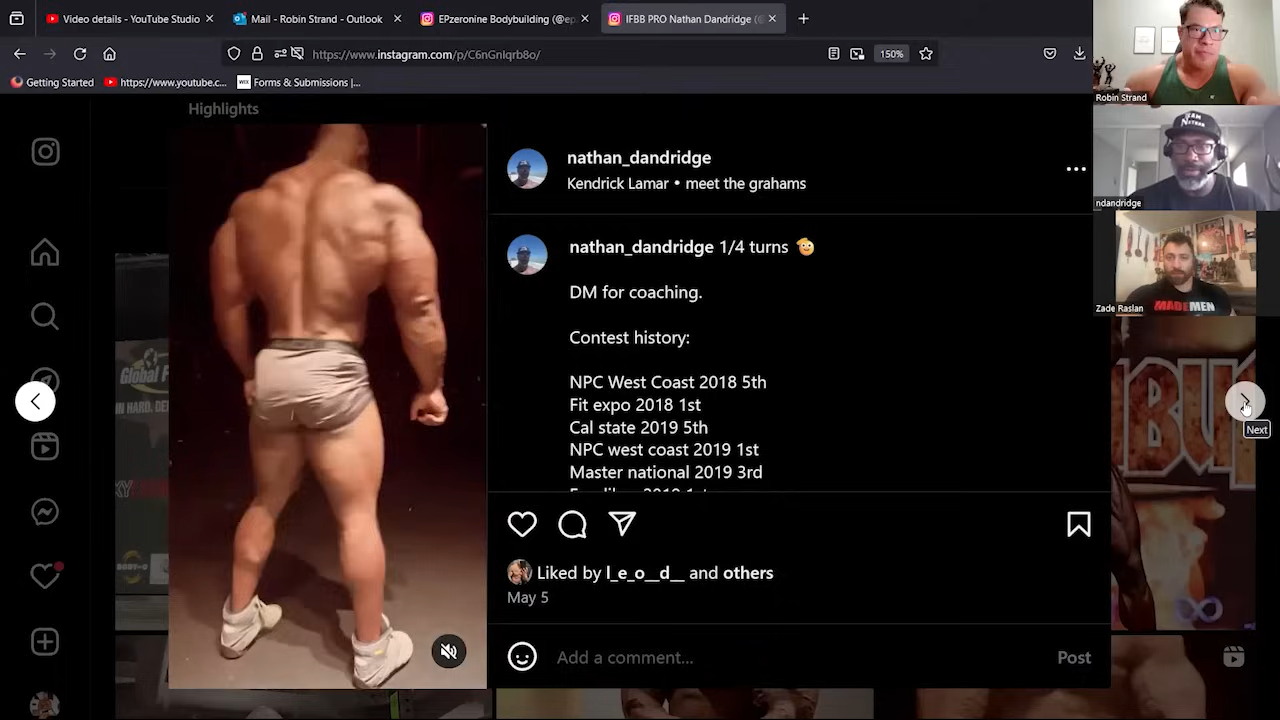 Video details - YouTube Studio
Mail - Robin Strand - Outlook
EPzeronine Bodybuilding (@ep
IFBB PRO Nathan Dandridge (@
https://www.instagram.com/p/C6nGnIqrb8o/
150%
Getting Started
https://www.youtube.c...
WIX
Forms & Submissions |...
Robin Strand
TEAM
ndandridge
MADE MEN
Zade Raslan
Highlights
nathan_dandridge
Kendrick Lamar • meet the grahams
nathan_dandridge 1/4 turns 🫡
DM for coaching.
Contest history:
NPC West Coast 2018 5th
Fit expo 2018 1st
Cal state 2019 5th
NPC west coast 2019 1st
Master national 2019 3rd
Next
Global F
Liked by l_e_o__d__ and others
May 5
Add a comment...
Post